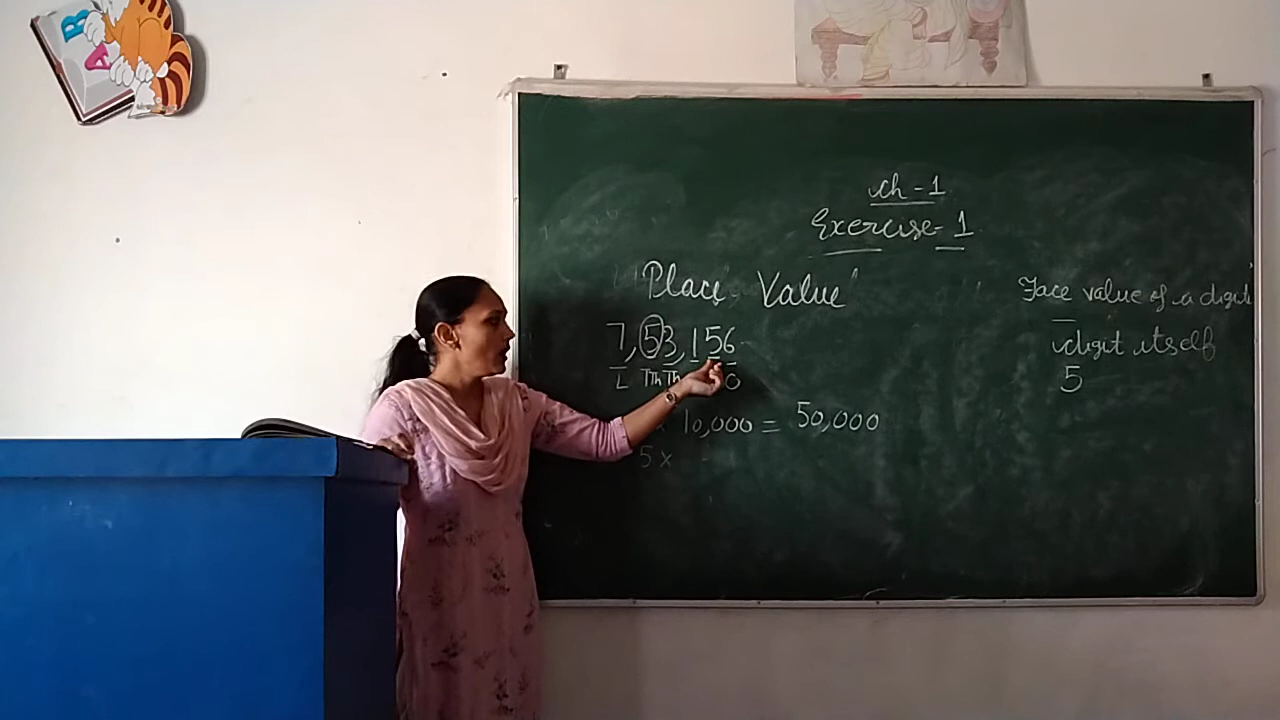 B
A
ch-1
Exercise-1
Place Value
7,53,156
L TTh Th O
10,000 = 50,000
5 x
Face value of a digit
digit itself
5